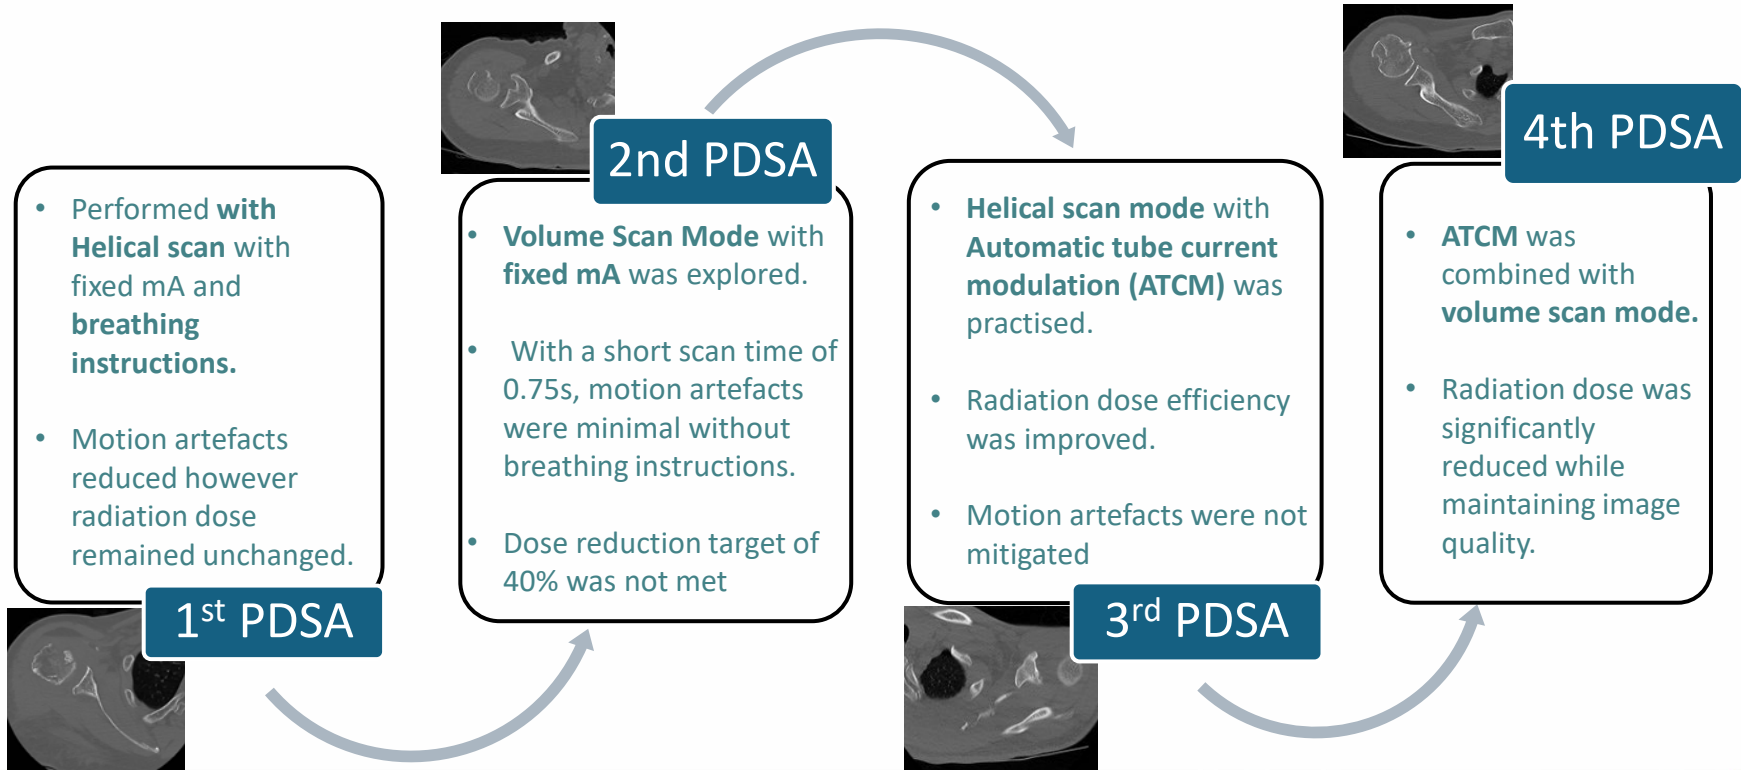 • Performed with
Helical scan with
fixed mA and
breathing
instructions.
• Motion artefacts
reduced however
radiation dose
remained unchanged.
1st PDSA
2nd PDSA
• Volume Scan Mode with
fixed mA was explored.
• With a short scan time of
0.75s, motion artefacts
were minimal without
breathing instructions.
• Dose reduction target of
40% was not met
• Helical scan mode with
Automatic tube current
modulation (ATCM) was
practised.
• Radiation dose efficiency
was improved.
• Motion artefacts were not
mitigated
3rd PDSA
4th PDSA
• ATCM was
combined with
volume scan mode.
• Radiation dose was
significantly
reduced while
maintaining image
quality.